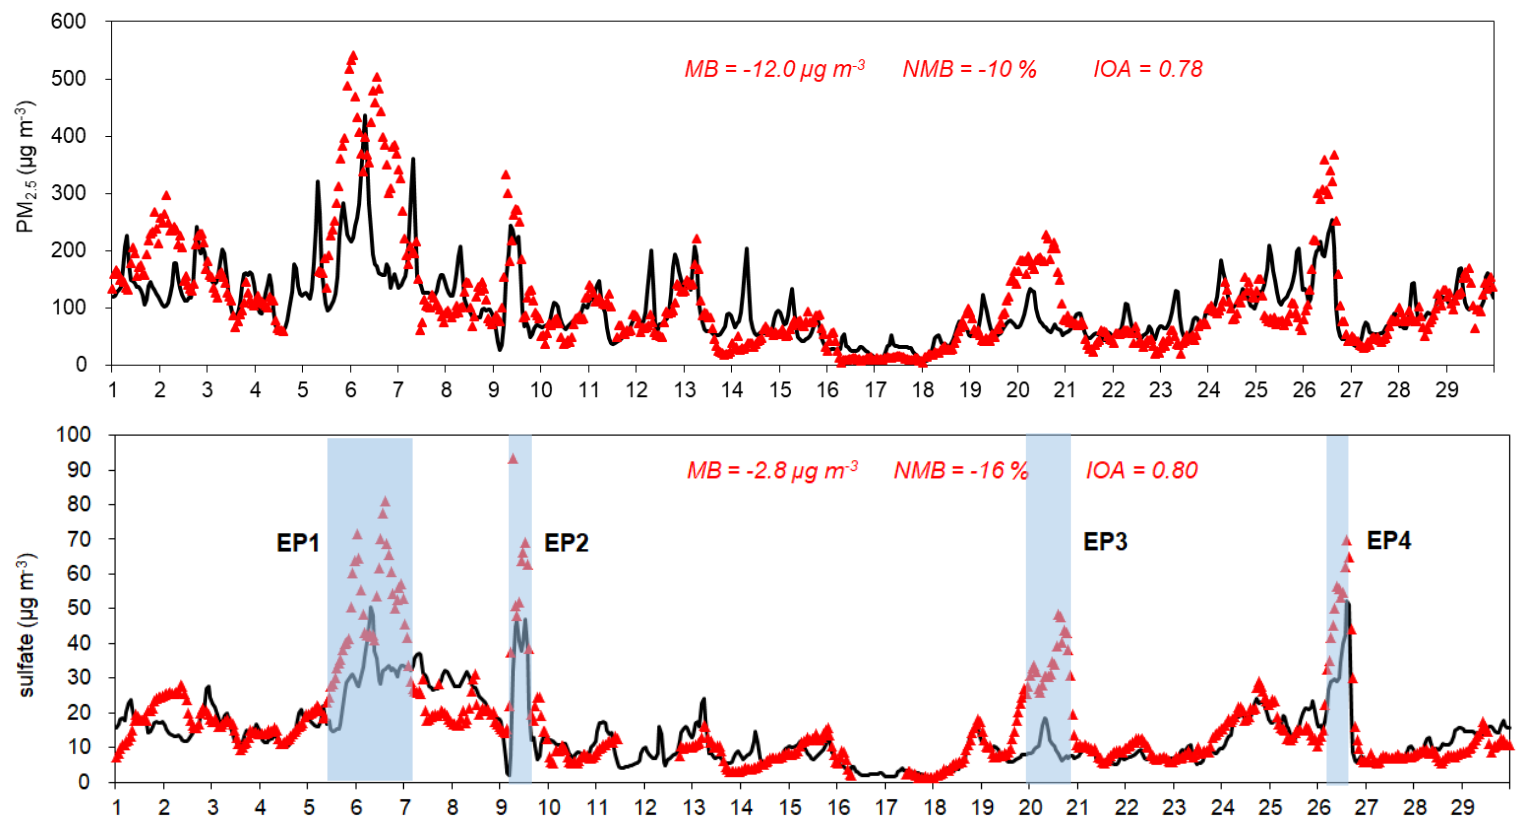 600
500
400
300
200
100
0
PM2.5 (µg m-3)
MB = -12.0 µg m-3 NMB = -10 % IOA = 0.78
1 2 3 4 5 6 7 8 9 10 11 12 13 14 15 16 17 18 19 20 21 22 23 24 25 26 27 28 29
100
90
80
70
60
50
40
30
20
10
0
sulfate (µg m-3)
MB = -2.8 µg m-3 NMB = -16 % IOA = 0.80
EP1 EP2 EP3 EP4
1 2 3 4 5 6 7 8 9 10 11 12 13 14 15 16 17 18 19 20 21 22 23 24 25 26 27 28 29